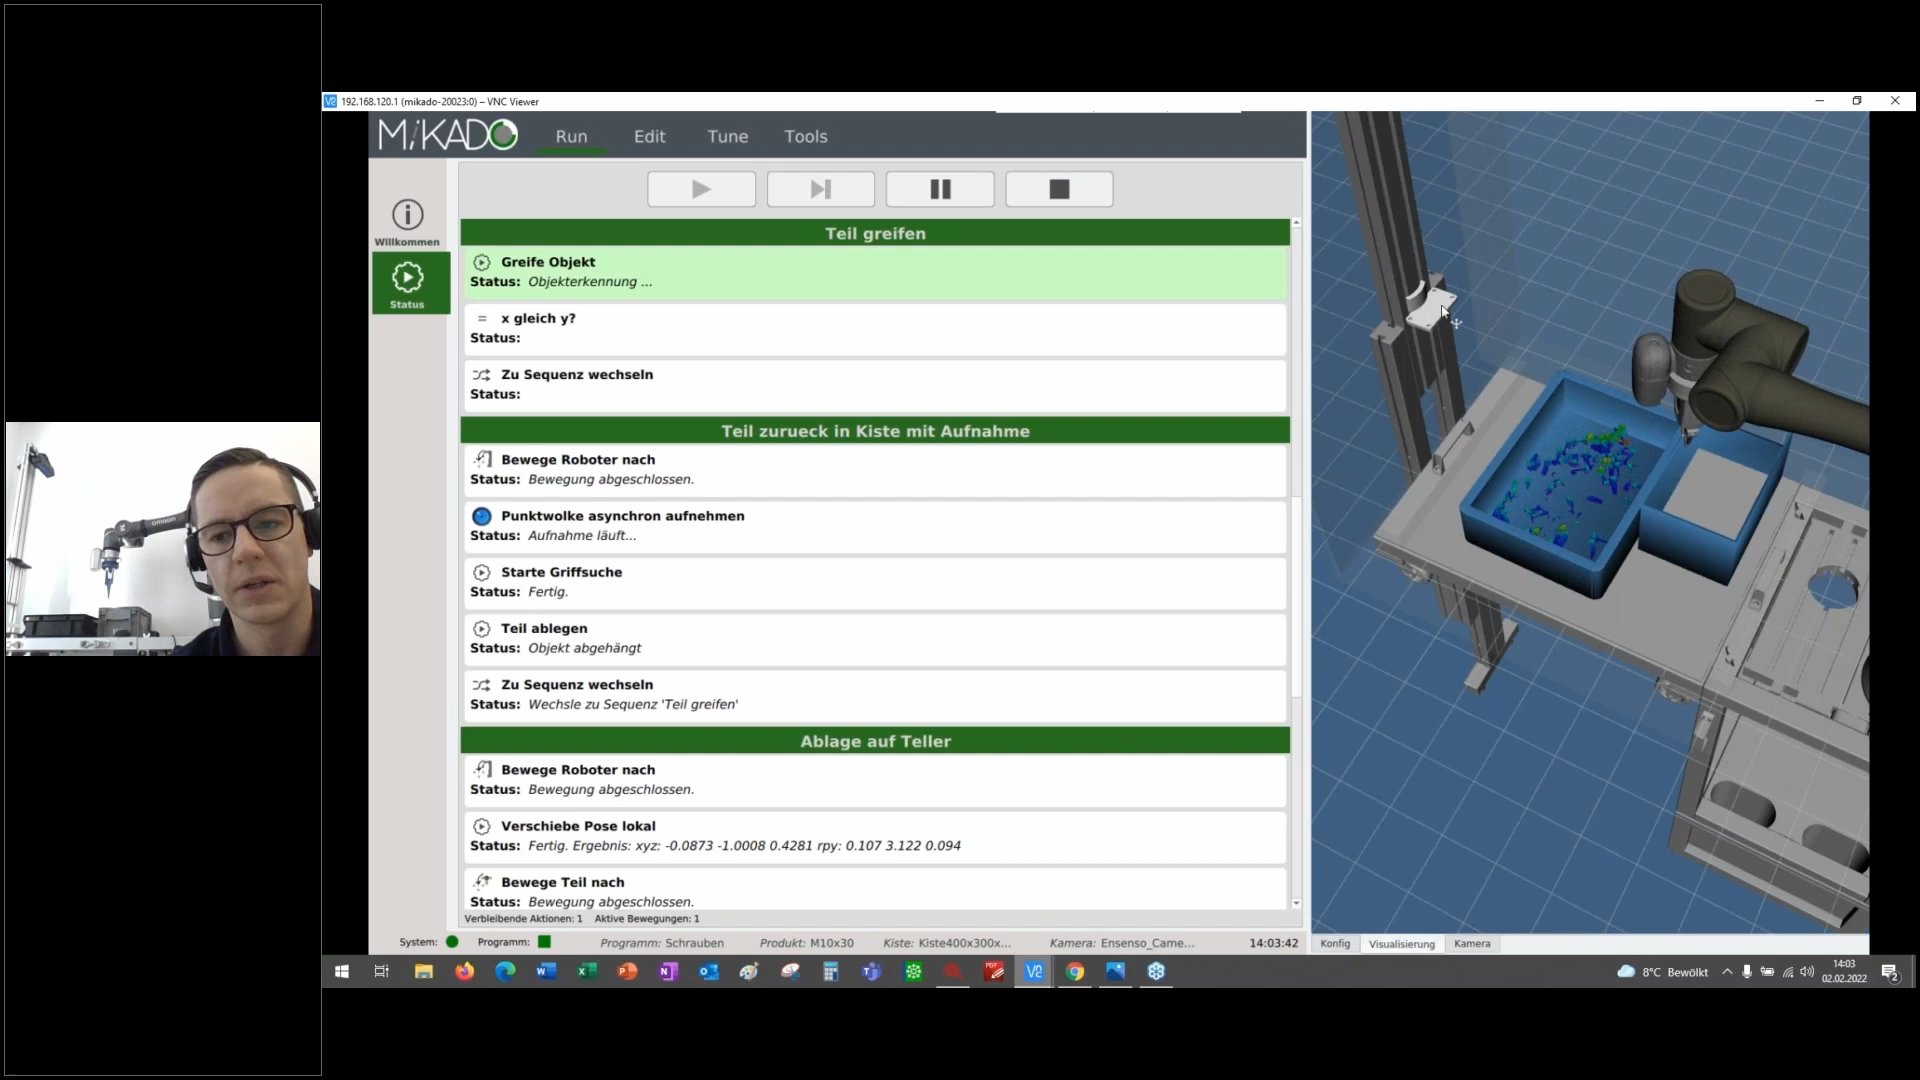 192.168.120.1 (mikado-20023:0) – VNC Viewer
MiKADO
Run Edit Tune Tools
Willkommen
Status
Teil greifen
Greife Objekt
Status: Objekterkennung ...
= x gleich y?
Status:
Zu Sequenz wechseln
Status:
Teil zurueck in Kiste mit Aufnahme
Bewege Roboter nach
Status: Bewegung abgeschlossen.
Punktwolke asynchron aufnehmen
Status: Aufnahme läuft...
Starte Griffsuche
Status: Fertig.
Teil ablegen
Status: Objekt abgehängt
Zu Sequenz wechseln
Status: Wechsle zu Sequenz 'Teil greifen'
Ablage auf Teller
Bewege Roboter nach
Status: Bewegung abgeschlossen.
Verschiebe Pose lokal
Status: Fertig. Ergebnis: xyz: -0.0873 -1.0008 0.4281 rpy: 0.107 3.122 0.094
Bewege Teil nach
Status: Bewegung abgeschlossen.
Verbleibende Aktionen: 1 Aktive Bewegungen: 1
System: Programm: Programm: Schrauben Produkt: M10x30 Kiste: Kiste400x300x... Kamera: Ensenso_Came... 14:03:42
Konfig Visualisierung Kamera
8°C Bewölkt
14:03
02.02.2022
2